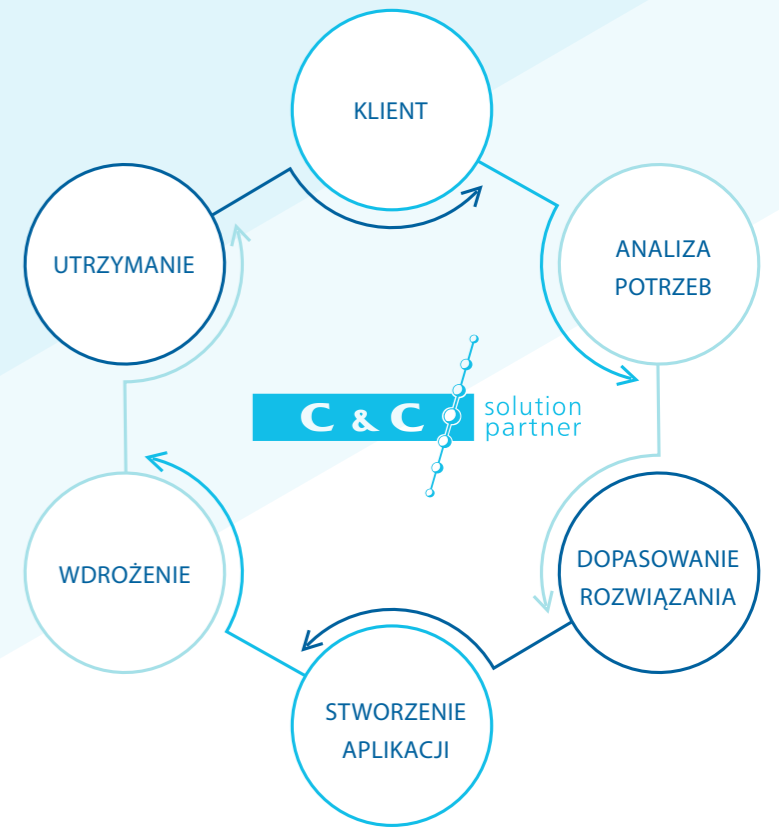 KLIENT
ANALIZA
POTRZEB
DOPASOWANIE
ROZWIĄZANIA
STWORZENIE
APLIKACJI
WDROŻENIE
UTRZYMANIE
C & C
solution
partner